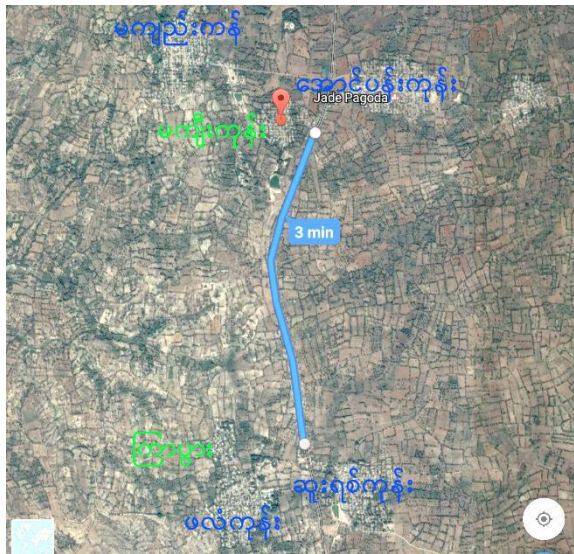 မကျည်းကန်
အောင်ပန်းကုန်း
Jade Pagoda
မကျီးကုန်း
3 min
ကြာပွား
ဆူးရစ်ကုန်း
ဖလံကုန်း